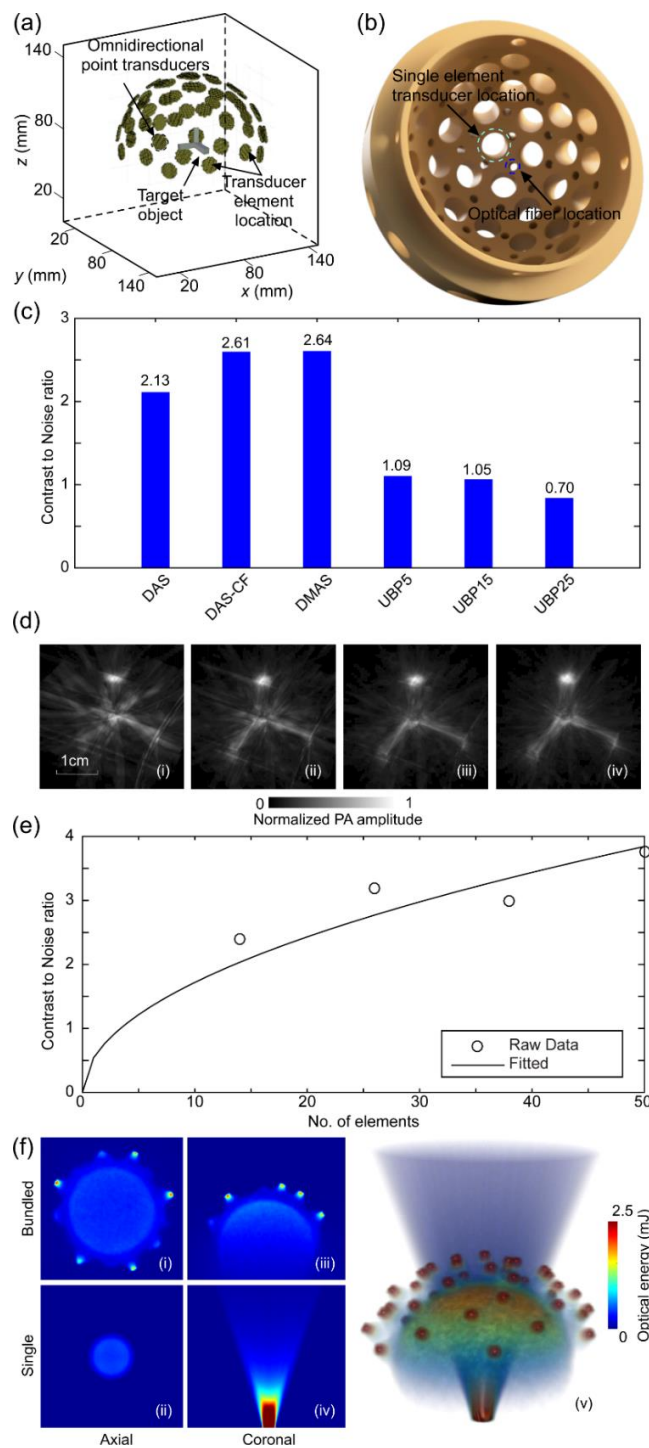 (a)
140
Omnidirectional
point transducers
z (mm)
80
20
Target
object
Transducer
element
location
20
80
140
y (mm)
20
80
140
x (mm)
(b)
Single element
transducer location
Optical fiber location
(c)
Contrast to Noise ratio
3
2
1
0
2.13
2.61
2.64
1.09
1.05
0.70
DAS
DAS-CF
DMAS
UBP5
UBP15
UBP25
(d)
1cm
(i)
(ii)
(iii)
(iv)
0 1
Normalized PA amplitude
(e)
Contrast to Noise ratio
4
3
2
1
0
Raw Data
Fitted
0 10 20 30 40 50
No. of elements
(f)
Bundled
(i)
(iii)
Single
(ii)
(iv)
Axial
Coronal
2.5
0
Optical energy (mJ)
(v)